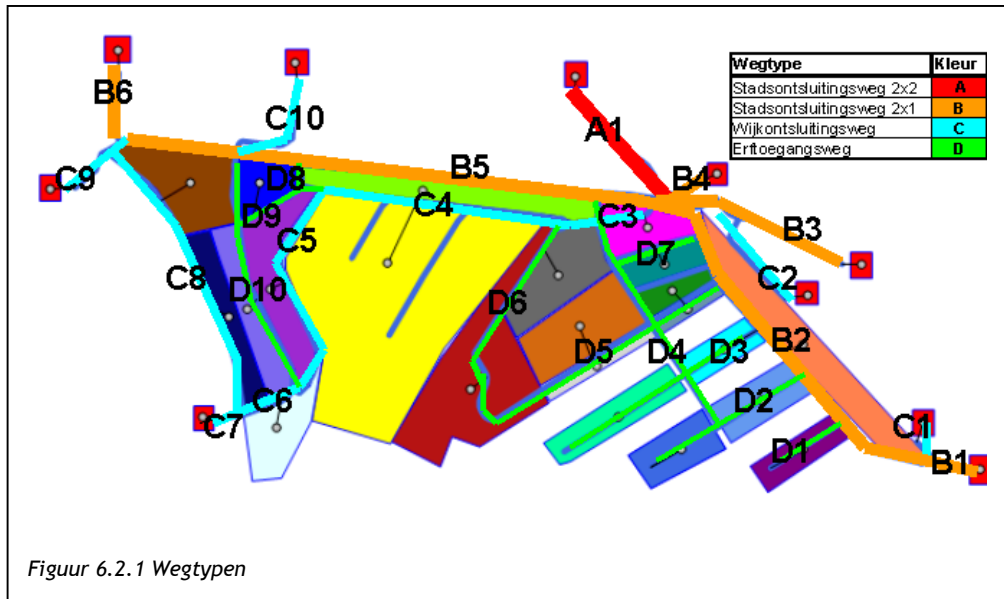 Wegtype Kleur
Stadsontsluitingsweg 2x2 A
Stadsontsluitingsweg 2x1 B
Wijkontsluitingsweg C
Erftoegangsweg D
B6
C10
A1
C9
D8
B5
B4
D9
C4
C3
B3
C5
D7
C2
C8
D10
D6
B2
D5
D4
D3
C6
D2
C7
C1
D1
B1
Figuur 6.2.1 Wegtypen